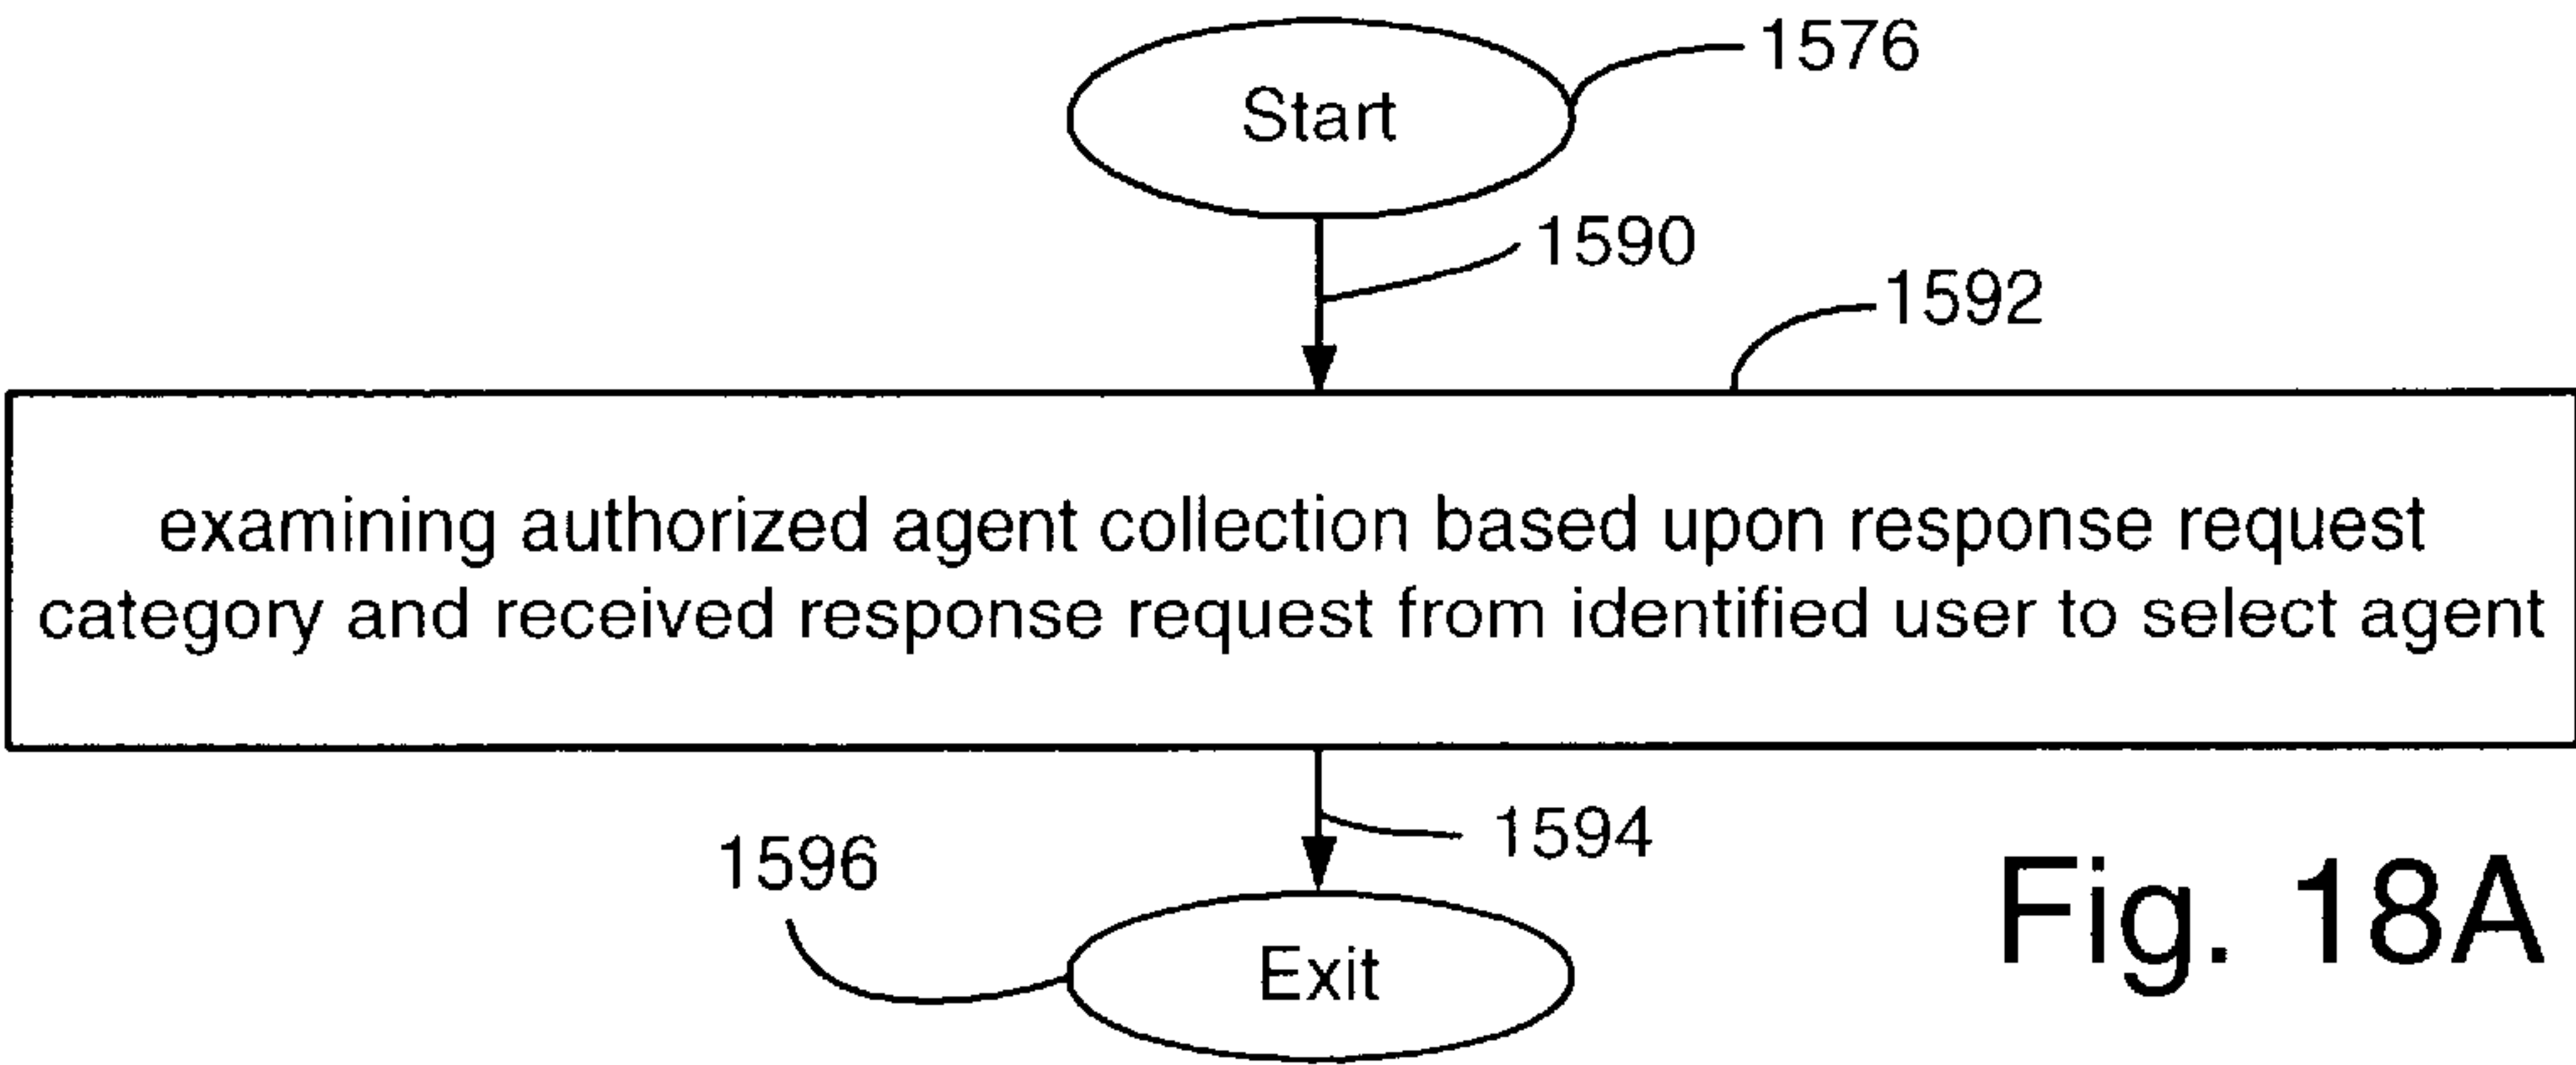 1576
Start
1590
1592
examining authorized agent collection based upon response request
category and received response request from identified user to select agent
1594
1596
Exit
Fig. 18A